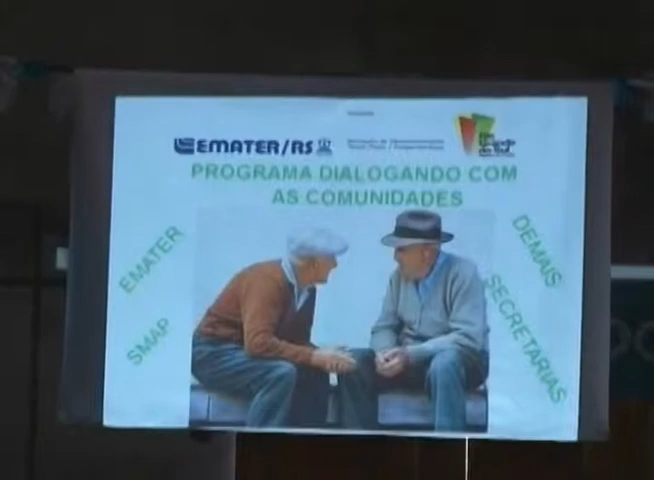 EMATER/RS
PROGRAMA DIALOGANDO COM
AS COMUNIDADES
EMATER
SMAP
DEMAIS
SECRETARIAS